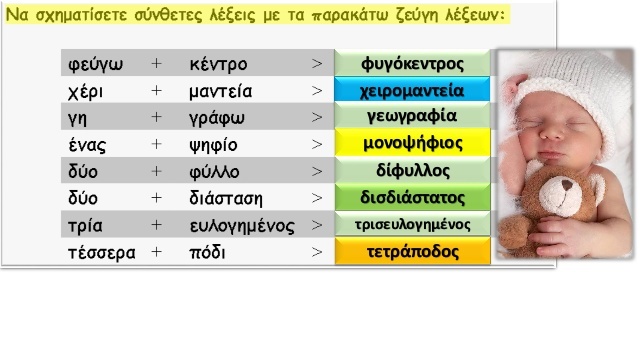 Να σχηματίσετε σύνθετες λέξεις με τα παρακάτω ζεύγη λέξεων:
φεύγω + κέντρο > φυγόκεντρος
χέρι + μαντεία > χειρομαντεία
γη + γράφω > γεωγραφία
ένας + ψηφίο > μονοψήφιος
δύο + φύλλο > δίφυλλος
δύο + διάσταση > δισδιάστατος
τρία + ευλογημένος > τρισευλογημένος
τέσσερα + πόδι > τετράποδος